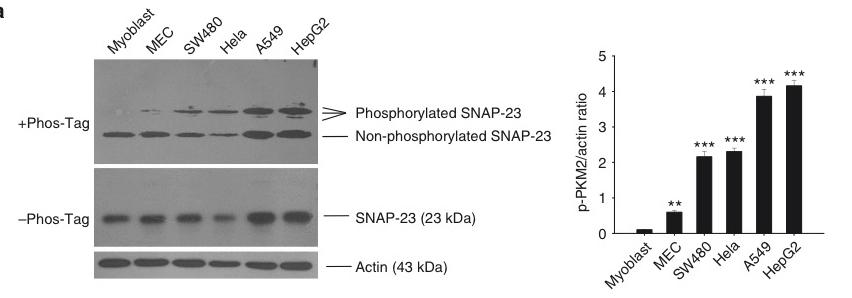 a
Myoblast
MEC
SW480
Hela
A549
HepG2
+Phos-Tag
Phosphorylated SNAP-23
Non-phosphorylated SNAP-23
–Phos-Tag
SNAP-23 (23 kDa)
Actin (43 kDa)
p-PKM2/actin ratio
5
4
3
2
1
0
**
***
***
***
***
Myoblast
MEC
SW480
Hela
A549
HepG2